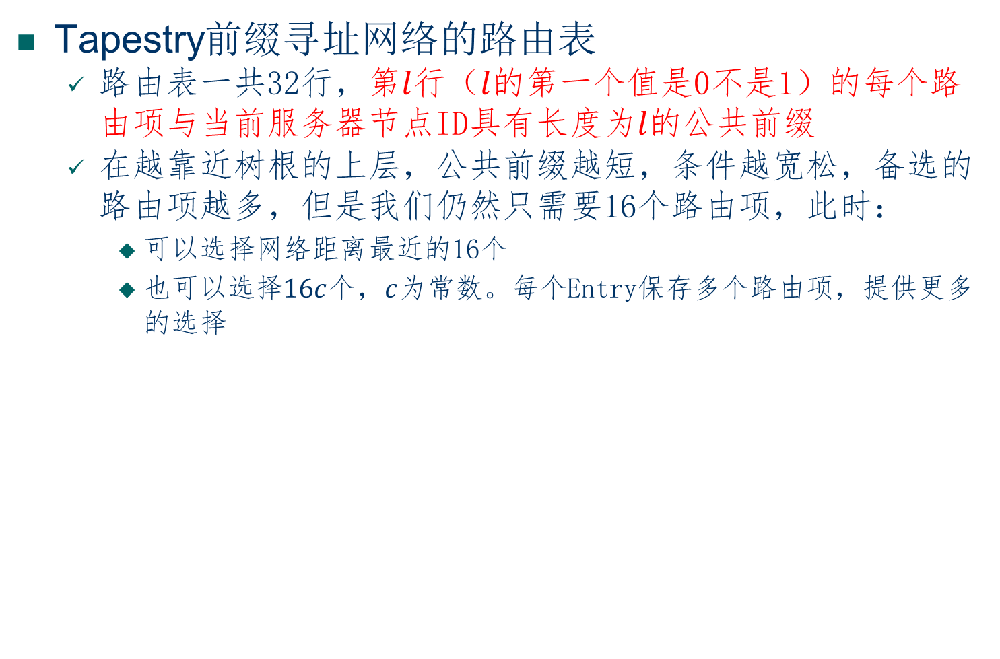 Tapestry前缀寻址网络的路由表
路由表一共32行，第l行（l的第一个值是0不是1）的每个路
由项与当前服务器节点ID具有长度为l的公共前缀
在越靠近树根的上层，公共前缀越短，条件越宽松，备选的
路由项越多，但是我们仍然只需要16个路由项，此时：
可以选择网络距离最近的16个
也可以选择16c个，c为常数。每个Entry保存多个路由项，提供更多
的选择